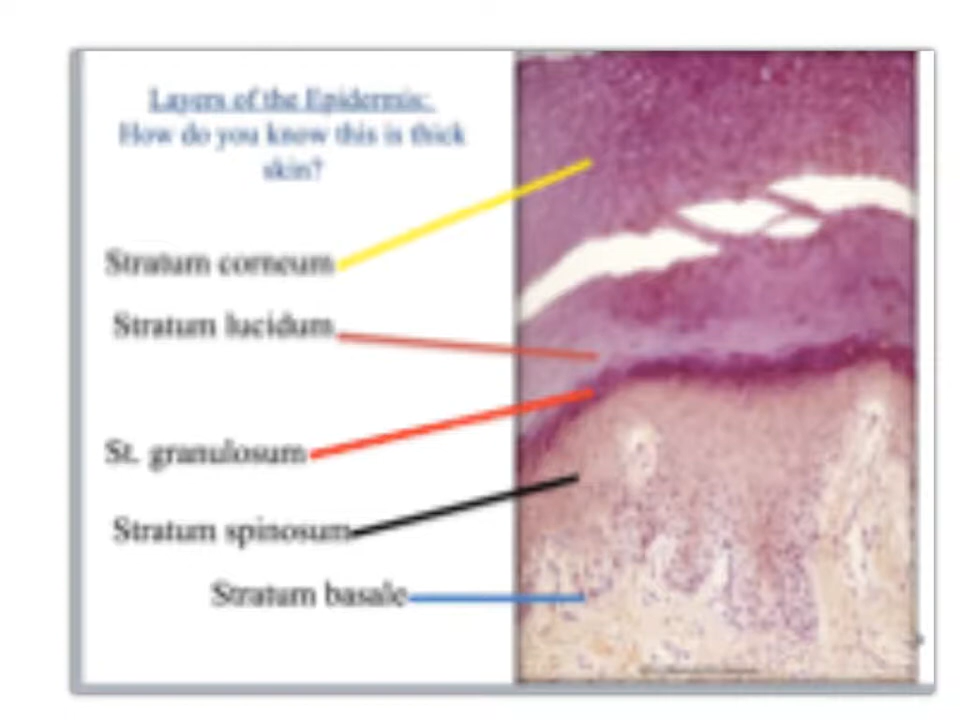 Layers of the Epidermis:
How do you know this is thick
skin?
Stratum corneum
Stratum lucidum
St. granulosum
Stratum spinosum
Stratum basale